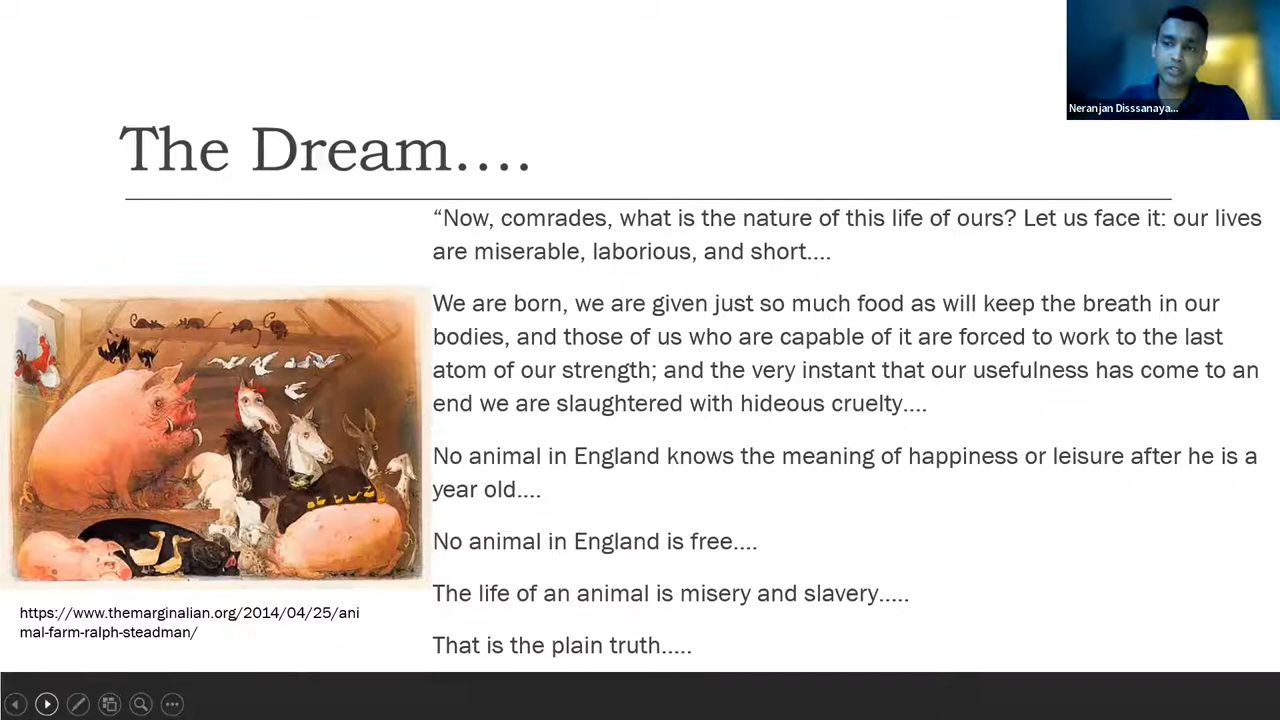 Neranjan Disssanaya...
The Dream....
“Now, comrades, what is the nature of this life of ours? Let us face it: our lives
are miserable, laborious, and short....
We are born, we are given just so much food as will keep the breath in our
bodies, and those of us who are capable of it are forced to work to the last
atom of our strength; and the very instant that our usefulness has come to an
end we are slaughtered with hideous cruelty....
No animal in England knows the meaning of happiness or leisure after he is a
year old....
No animal in England is free....
The life of an animal is misery and slavery.....
That is the plain truth.....
https://www.themarginalian.org/2014/04/25/ani
mal-farm-ralph-steadman/